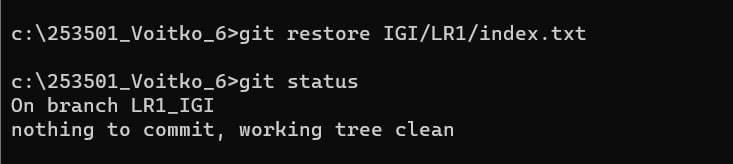 c:\253501_Voitko_6>git restore IGI/LR1/index.txt
c:\253501_Voitko_6>git status
On branch LR1_IGI
nothing to commit, working tree clean